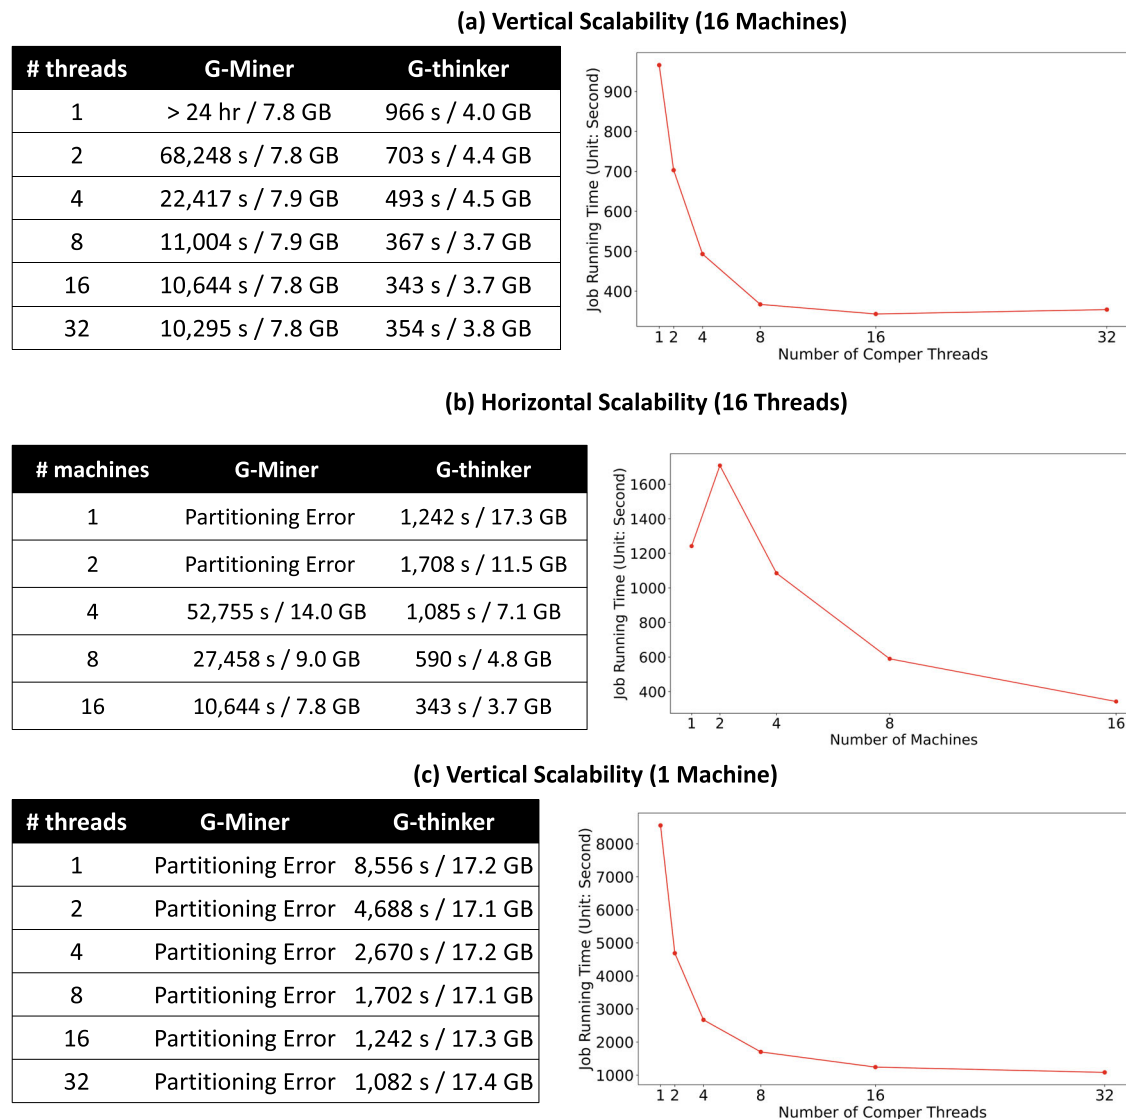 (a) Vertical Scalability (16 Machines)
# threads G-Miner G-thinker
1 > 24 hr / 7.8 GB 966 s / 4.0 GB
2 68,248 s / 7.8 GB 703 s / 4.4 GB
4 22,417 s / 7.9 GB 493 s / 4.5 GB
8 11,004 s / 7.9 GB 367 s / 3.7 GB
16 10,644 s / 7.8 GB 343 s / 3.7 GB
32 10,295 s / 7.8 GB 354 s / 3.8 GB
Job Running Time (Unit: Second)
900
800
700
600
500
400
1 2 4 8 16 32
Number of Comper Threads
(b) Horizontal Scalability (16 Threads)
# machines G-Miner G-thinker
1 Partitioning Error 1,242 s / 17.3 GB
2 Partitioning Error 1,708 s / 11.5 GB
4 52,755 s / 14.0 GB 1,085 s / 7.1 GB
8 27,458 s / 9.0 GB 590 s / 4.8 GB
16 10,644 s / 7.8 GB 343 s / 3.7 GB
Job Running Time (Unit: Second)
1600
1400
1200
1000
800
600
400
1 2 4 8 16
Number of Machines
(c) Vertical Scalability (1 Machine)
# threads G-Miner G-thinker
1 Partitioning Error 8,556 s / 17.2 GB
2 Partitioning Error 4,688 s / 17.1 GB
4 Partitioning Error 2,670 s / 17.2 GB
8 Partitioning Error 1,702 s / 17.1 GB
16 Partitioning Error 1,242 s / 17.3 GB
32 Partitioning Error 1,082 s / 17.4 GB
Job Running Time (Unit: Second)
8000
7000
6000
5000
4000
3000
2000
1000
1 2 4 8 16 32
Number of Comper Threads